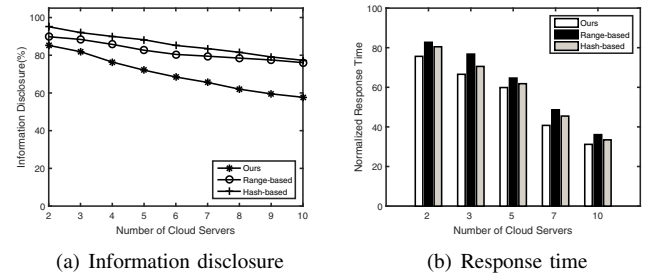 100
80
60
40
20
0
2 3 4 5 6 7 8 9 10
Information Disclosure(%)
Number of Cloud Servers
Ours
Range-based
Hash-based
(a) Information disclosure
100
80
60
40
20
0
2 3 5 7 10
Normalized Response Time
Number of Cloud Servers
Ours
Range-based
Hash-based
(b) Response time